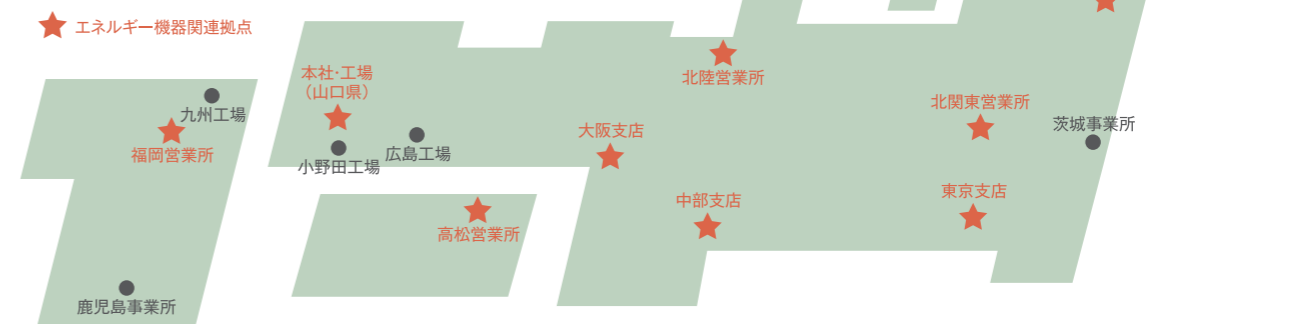 エネルギー機器関連拠点
本社･工場
（山口県）
北陸営業所
九州工場
北関東営業所
茨城事業所
大阪支店
福岡営業所
広島工場
小野田工場
東京支店
中部支店
高松営業所
鹿児島事業所